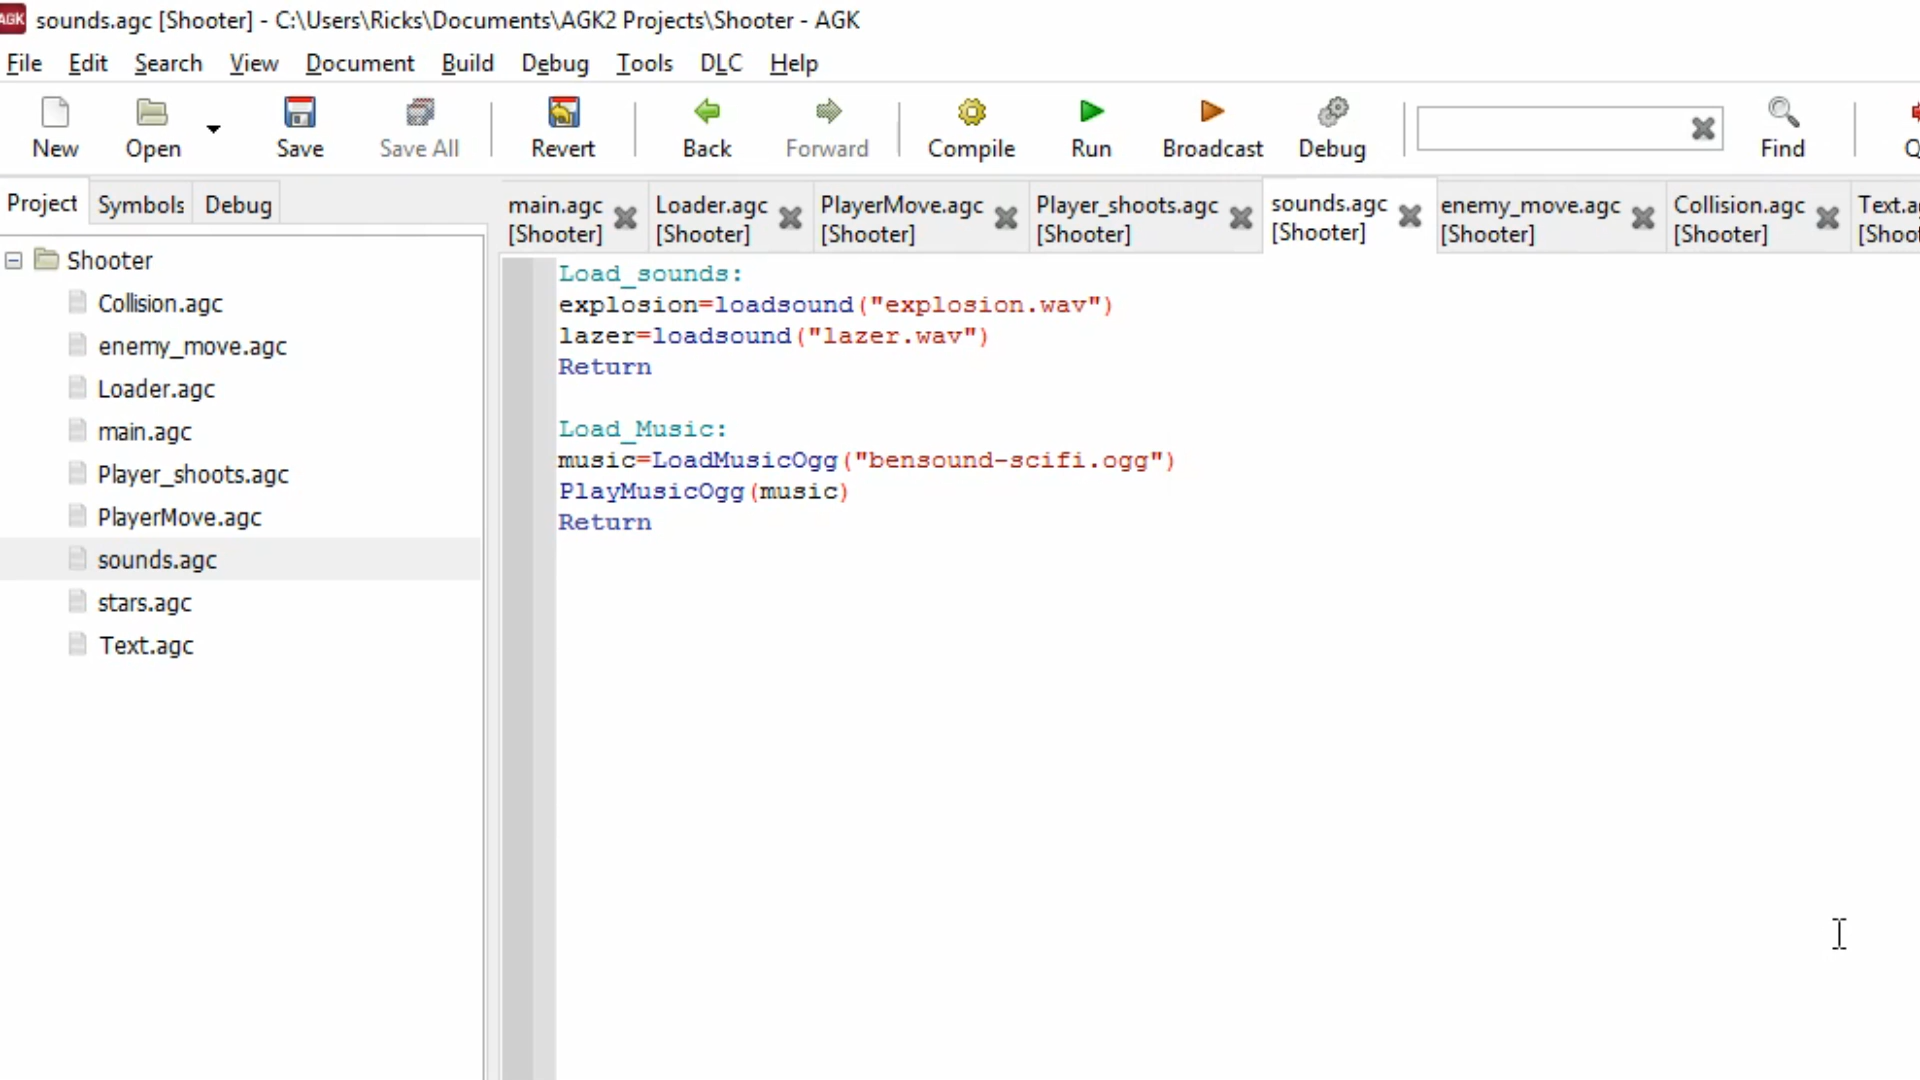 AGK sounds.agc [Shooter] - C:\Users\Ricks\Documents\AGK2 Projects\Shooter - AGK
File Edit Search View Document Build Debug Tools DLC Help
New Open Save Save All Revert Back Forward Compile Run Broadcast Debug Find
Project Symbols Debug
main.agc [Shooter]
Loader.agc [Shooter]
PlayerMove.agc [Shooter]
Player_shoots.agc [Shooter]
sounds.agc [Shooter]
enemy_move.agc [Shooter]
Collision.agc [Shooter]
Shooter
Collision.agc
enemy_move.agc
Loader.agc
main.agc
Player_shoots.agc
PlayerMove.agc
sounds.agc
stars.agc
Text.agc
Load_sounds:
explosion=loadsound("explosion.wav")
lazer=loadsound("lazer.wav")
Return
Load_Music:
music=LoadMusicOgg("bensound-scifi.ogg")
PlayMusicOgg(music)
Return